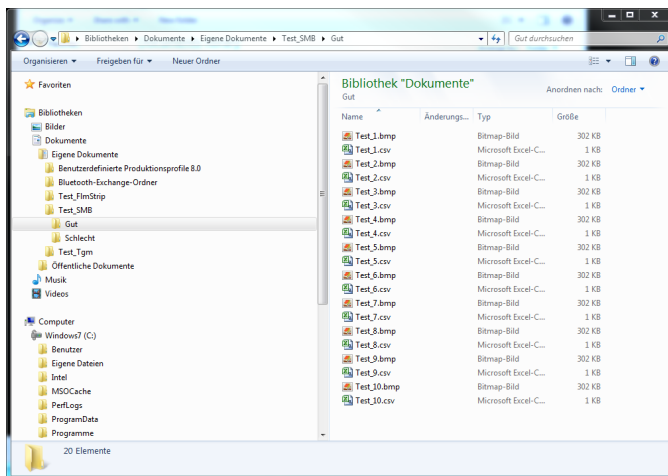 Bibliotheken ▸ Dokumente ▸ Eigene Dokumente ▸ Test_SMB ▸ Gut
Gut durchsuchen
Organisieren
Freigeben für
Neuer Ordner
Favoriten
Bibliotheken
Bilder
Dokumente
Eigene Dokumente
Benutzerdefinierte Produktionsprofile 8.0
Bluetooth-Exchange-Ordner
Test_FlmStrip
Test_SMB
Gut
Schlecht
Test_Tgm
Öffentliche Dokumente
Musik
Videos
Computer
Windows7 (C:)
Benutzer
Eigene Dateien
Intel
MSOCache
PerfLogs
ProgramData
Programme
Bibliothek "Dokumente"
Gut
Anordnen nach: Ordner
Name Änderungs... Typ Größe
Test_1.bmp Bitmap-Bild 302 KB
Test_1.csv Microsoft Excel-C... 1 KB
Test_2.bmp Bitmap-Bild 302 KB
Test_2.csv Microsoft Excel-C... 1 KB
Test_3.bmp Bitmap-Bild 302 KB
Test_3.csv Microsoft Excel-C... 1 KB
Test_4.bmp Bitmap-Bild 302 KB
Test_4.csv Microsoft Excel-C... 1 KB
Test_5.bmp Bitmap-Bild 302 KB
Test_5.csv Microsoft Excel-C... 1 KB
Test_6.bmp Bitmap-Bild 302 KB
Test_6.csv Microsoft Excel-C... 1 KB
Test_7.bmp Bitmap-Bild 302 KB
Test_7.csv Microsoft Excel-C... 1 KB
Test_8.bmp Bitmap-Bild 302 KB
Test_8.csv Microsoft Excel-C... 1 KB
Test_9.bmp Bitmap-Bild 302 KB
Test_9.csv Microsoft Excel-C... 1 KB
Test_10.bmp Bitmap-Bild 302 KB
Test_10.csv Microsoft Excel-C... 1 KB
20 Elemente